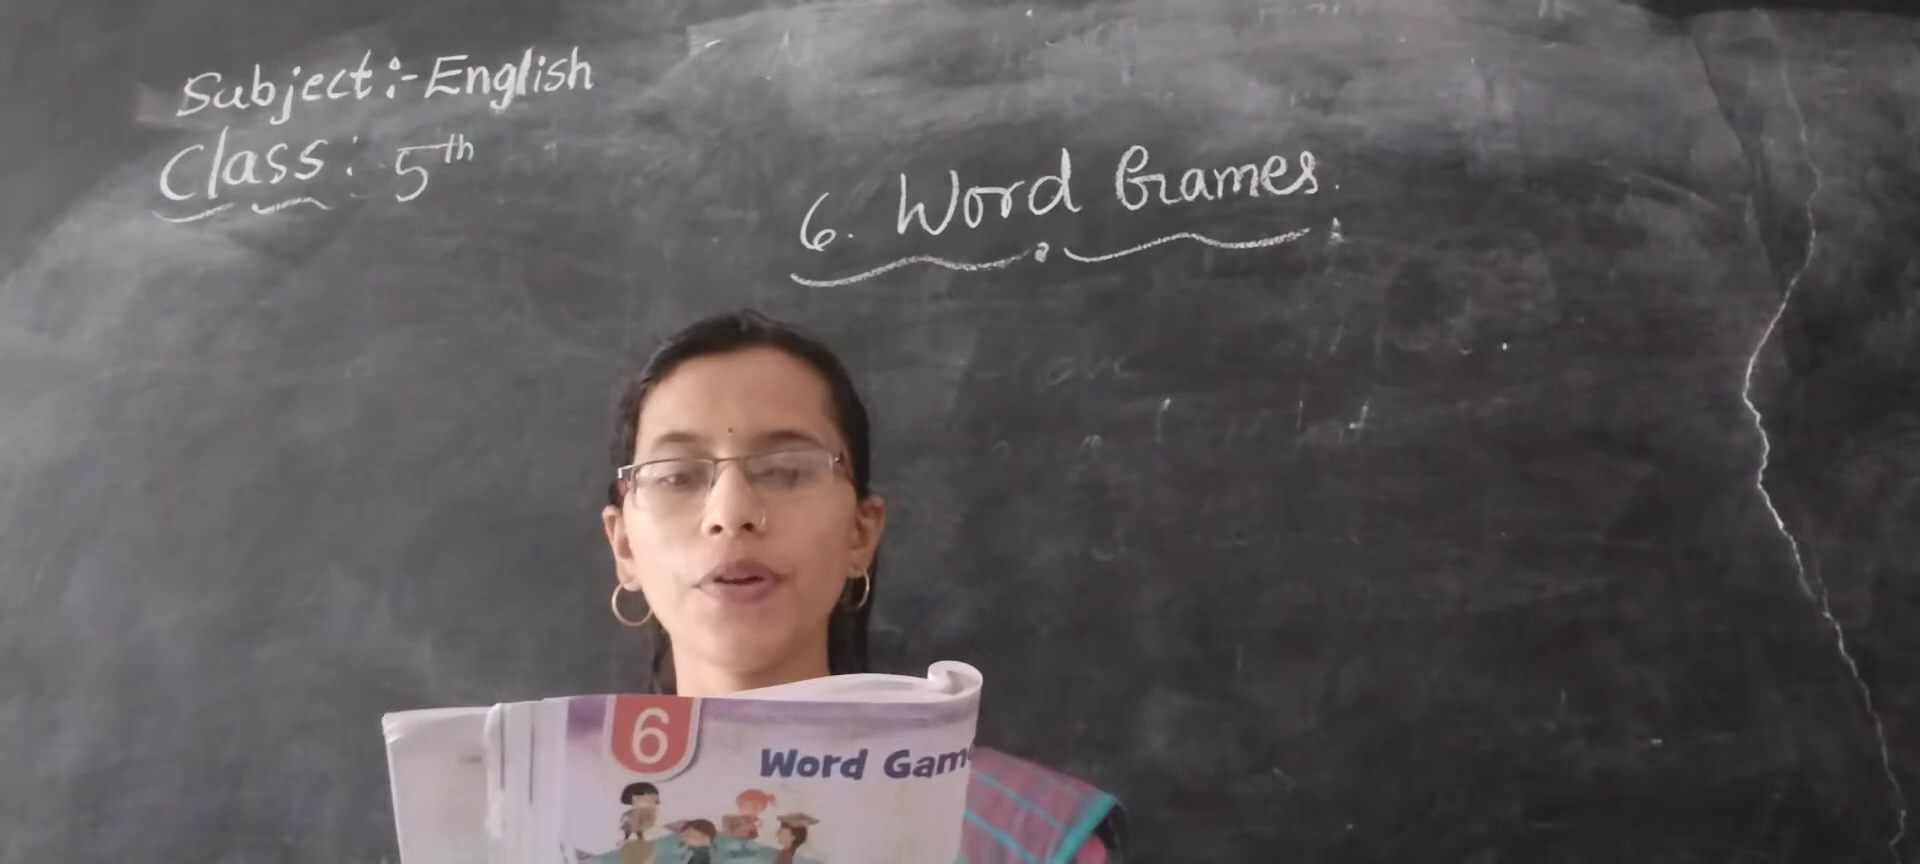 Subject:- English
Class: 5th
6. Word Games.
6
Word Gam